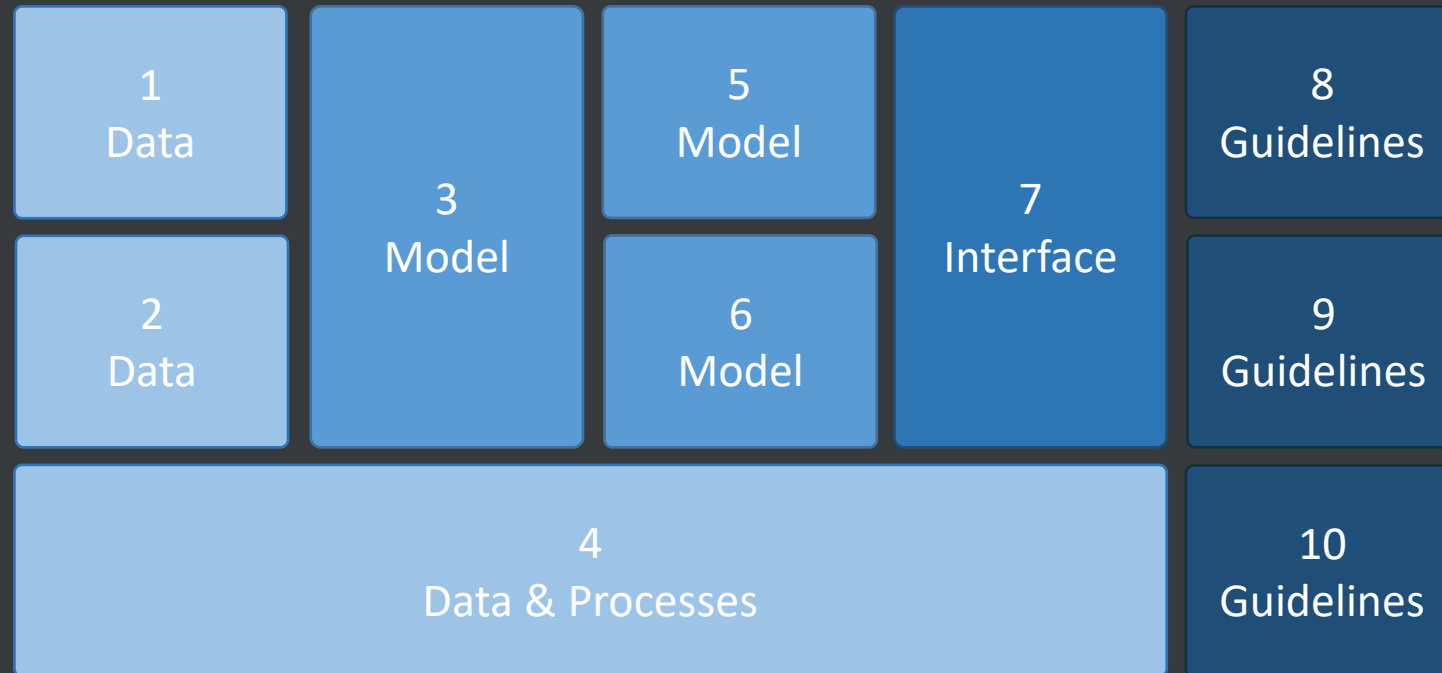 1
Data
2
Data
3
Model
4
Data & Processes
5
Model
6
Model
7
Interface
8
Guidelines
9
Guidelines
10
Guidelines